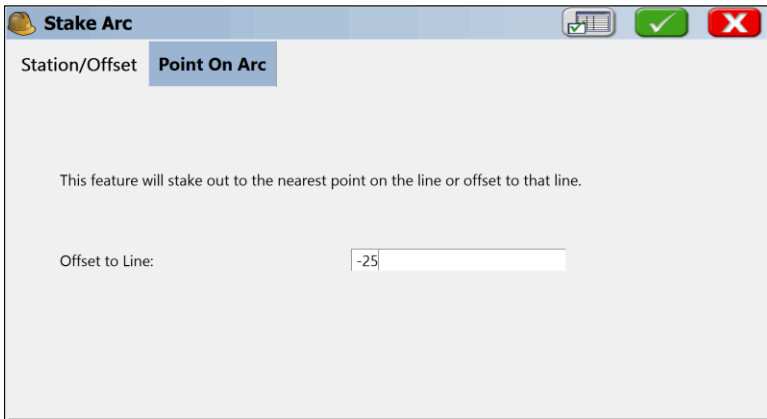 Stake Arc
Station/Offset Point On Arc
This feature will stake out to the nearest point on the line or offset to that line.
Offset to Line: -25